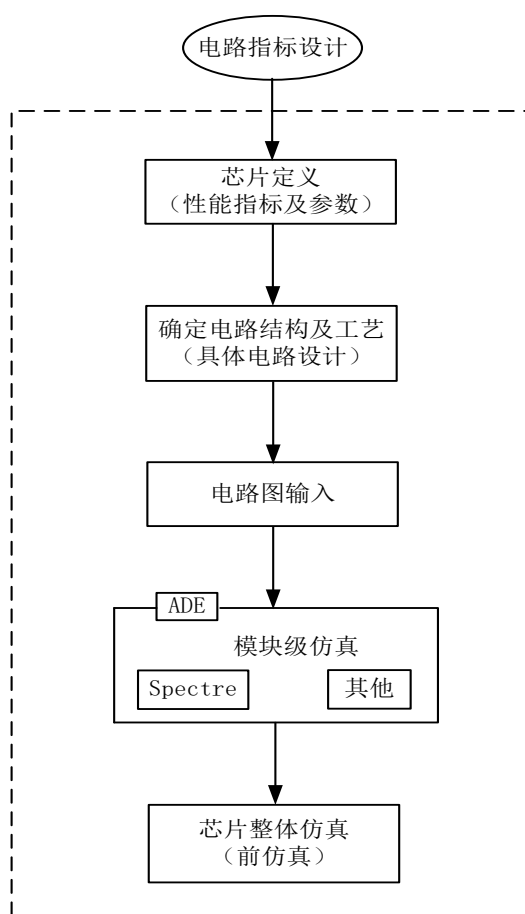 电路指标设计
芯片定义
（性能指标及参数）
确定电路结构及工艺
（具体电路设计）
电路图输入
ADE
模块级仿真
Spectre
其他
芯片整体仿真
（前仿真）